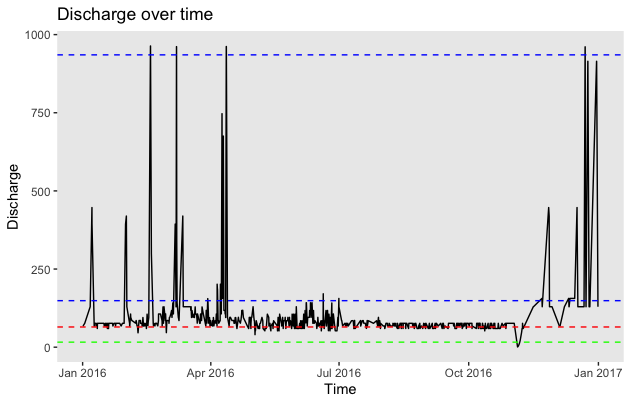 Discharge over time
1000
750
500
250
0
Discharge
Jan 2016
Apr 2016
Jul 2016
Oct 2016
Jan 2017
Time